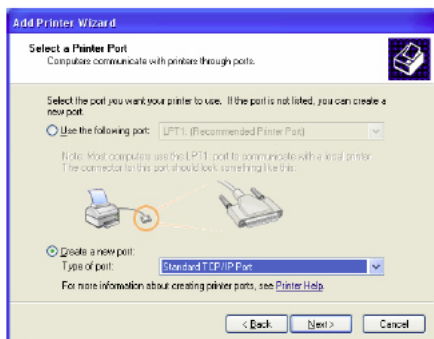 Add Printer Wizard
Select a Printer Port
Computers communicate with printers through ports.
Select the port you want your printer to use. If the port is not listed, you can create a
new port.
Use the following port: LPT1: (Recommended Printer Port)
Note: Most computers use the LPT1: port to communicate with a local printer.
The connector for this port should look something like this:
Create a new port:
Type of port: Standard TCP/IP Port
For more information about creating printer ports, see Printer Help.
< Back Next > Cancel